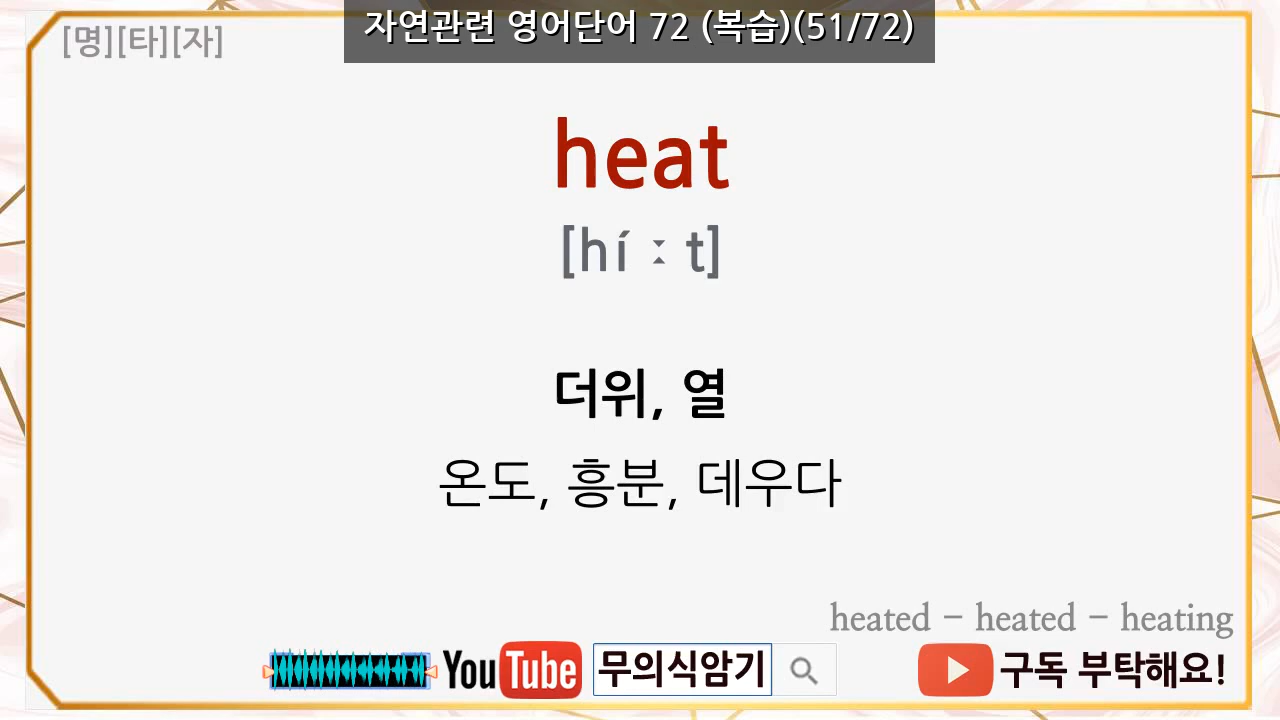 자연관련 영어단어 72 (복습)(51/72)
[명][타][자]
heat
[híːt]
더위, 열
온도, 흥분, 데우다
heated - heated - heating
YouTube 무의식암기 구독 부탁해요!